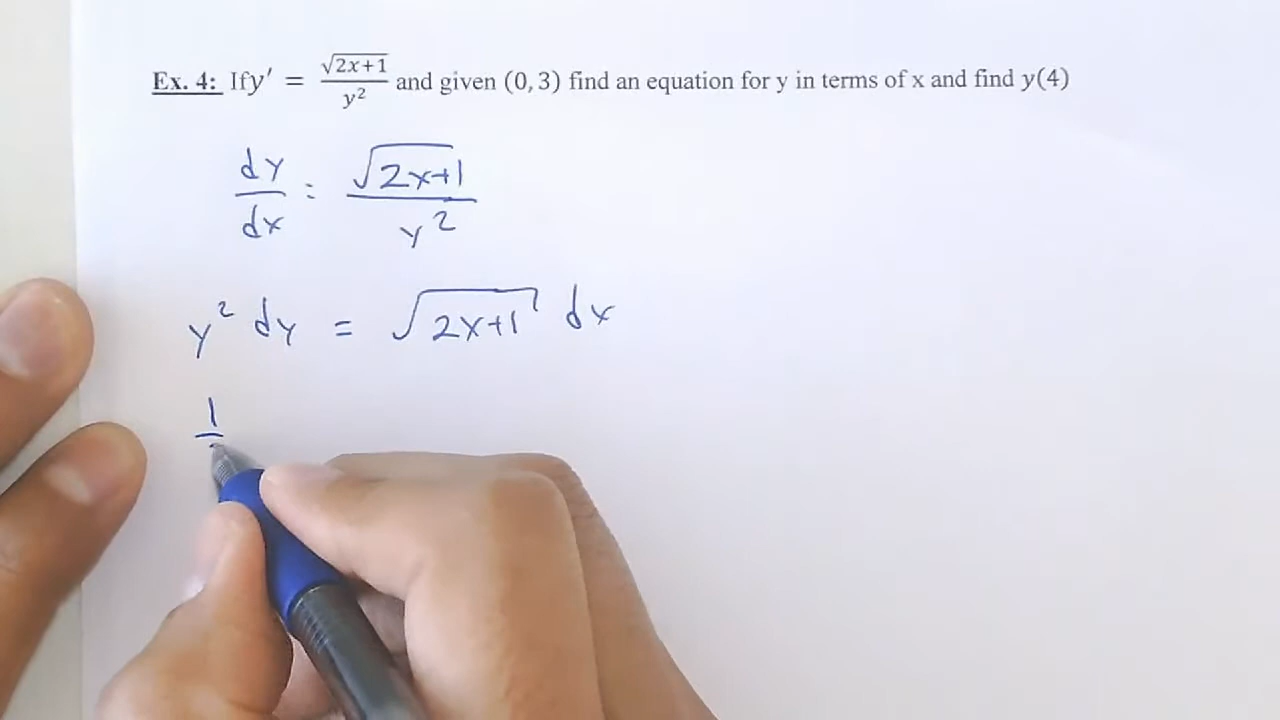 Ex. 4: Ify′ = √2x+1 / y² and given (0, 3) find an equation for y in terms of x and find y(4)
dy/dx = √2x+1 / y²
y² dy = √2x+1 dx
1